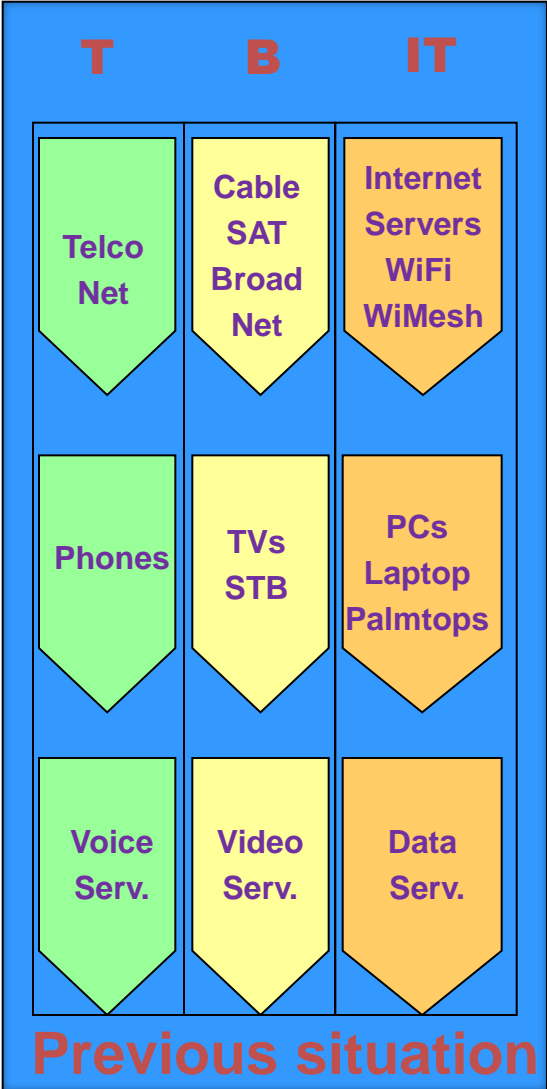 T B IT
Telco
Net
Cable
SAT
Broad
Net
Internet
Servers
WiFi
WiMesh
Phones
TVs
STB
PCs
Laptop
Palmtops
Voice
Serv.
Video
Serv.
Data
Serv.
Previous situation